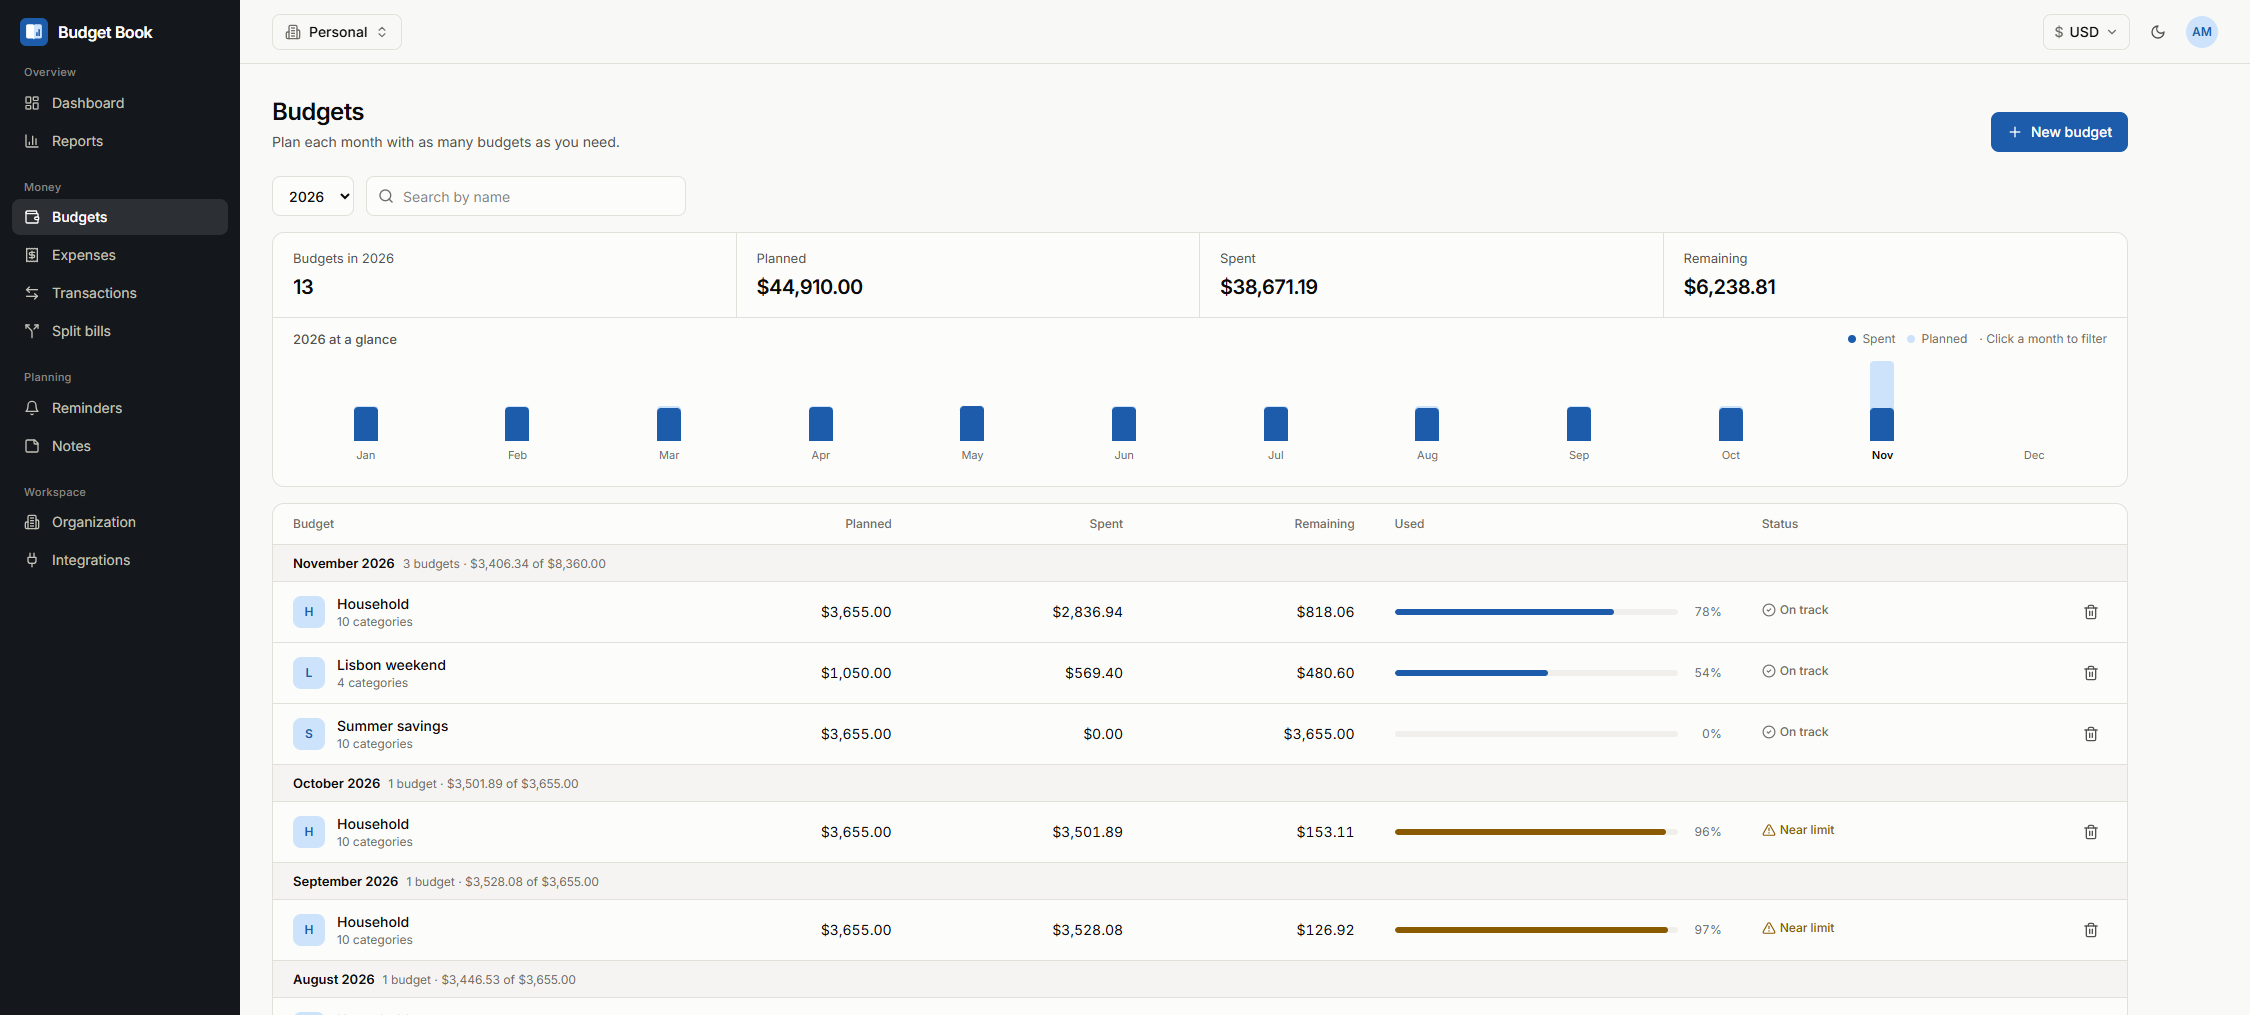 Budget Book
Overview
Dashboard
Reports
Money
Budgets
Expenses
Transactions
Split bills
Planning
Reminders
Notes
Workspace
Organization
Integrations
Personal
$ USD
AM
Budgets
Plan each month with as many budgets as you need.
New budget
2026
Search by name
Budgets in 2026
13
Planned
$44,910.00
Spent
$38,671.19
Remaining
$6,238.81
2026 at a glance
Spent Planned · Click a month to filter
Jan Feb Mar Apr May Jun Jul Aug Sep Oct Nov Dec
Budget Planned Spent Remaining Used Status
November 2026 3 budgets · $3,406.34 of $8,360.00
H Household $3,655.00 $2,836.94 $818.06 78% On track
10 categories
L Lisbon weekend $1,050.00 $569.40 $480.60 54% On track
4 categories
S Summer savings $3,655.00 $0.00 $3,655.00 0% On track
10 categories
October 2026 1 budget · $3,501.89 of $3,655.00
H Household $3,655.00 $3,501.89 $153.11 96% Near limit
10 categories
September 2026 1 budget · $3,528.08 of $3,655.00
H Household $3,655.00 $3,528.08 $126.92 97% Near limit
10 categories
August 2026 1 budget · $3,446.53 of $3,655.00